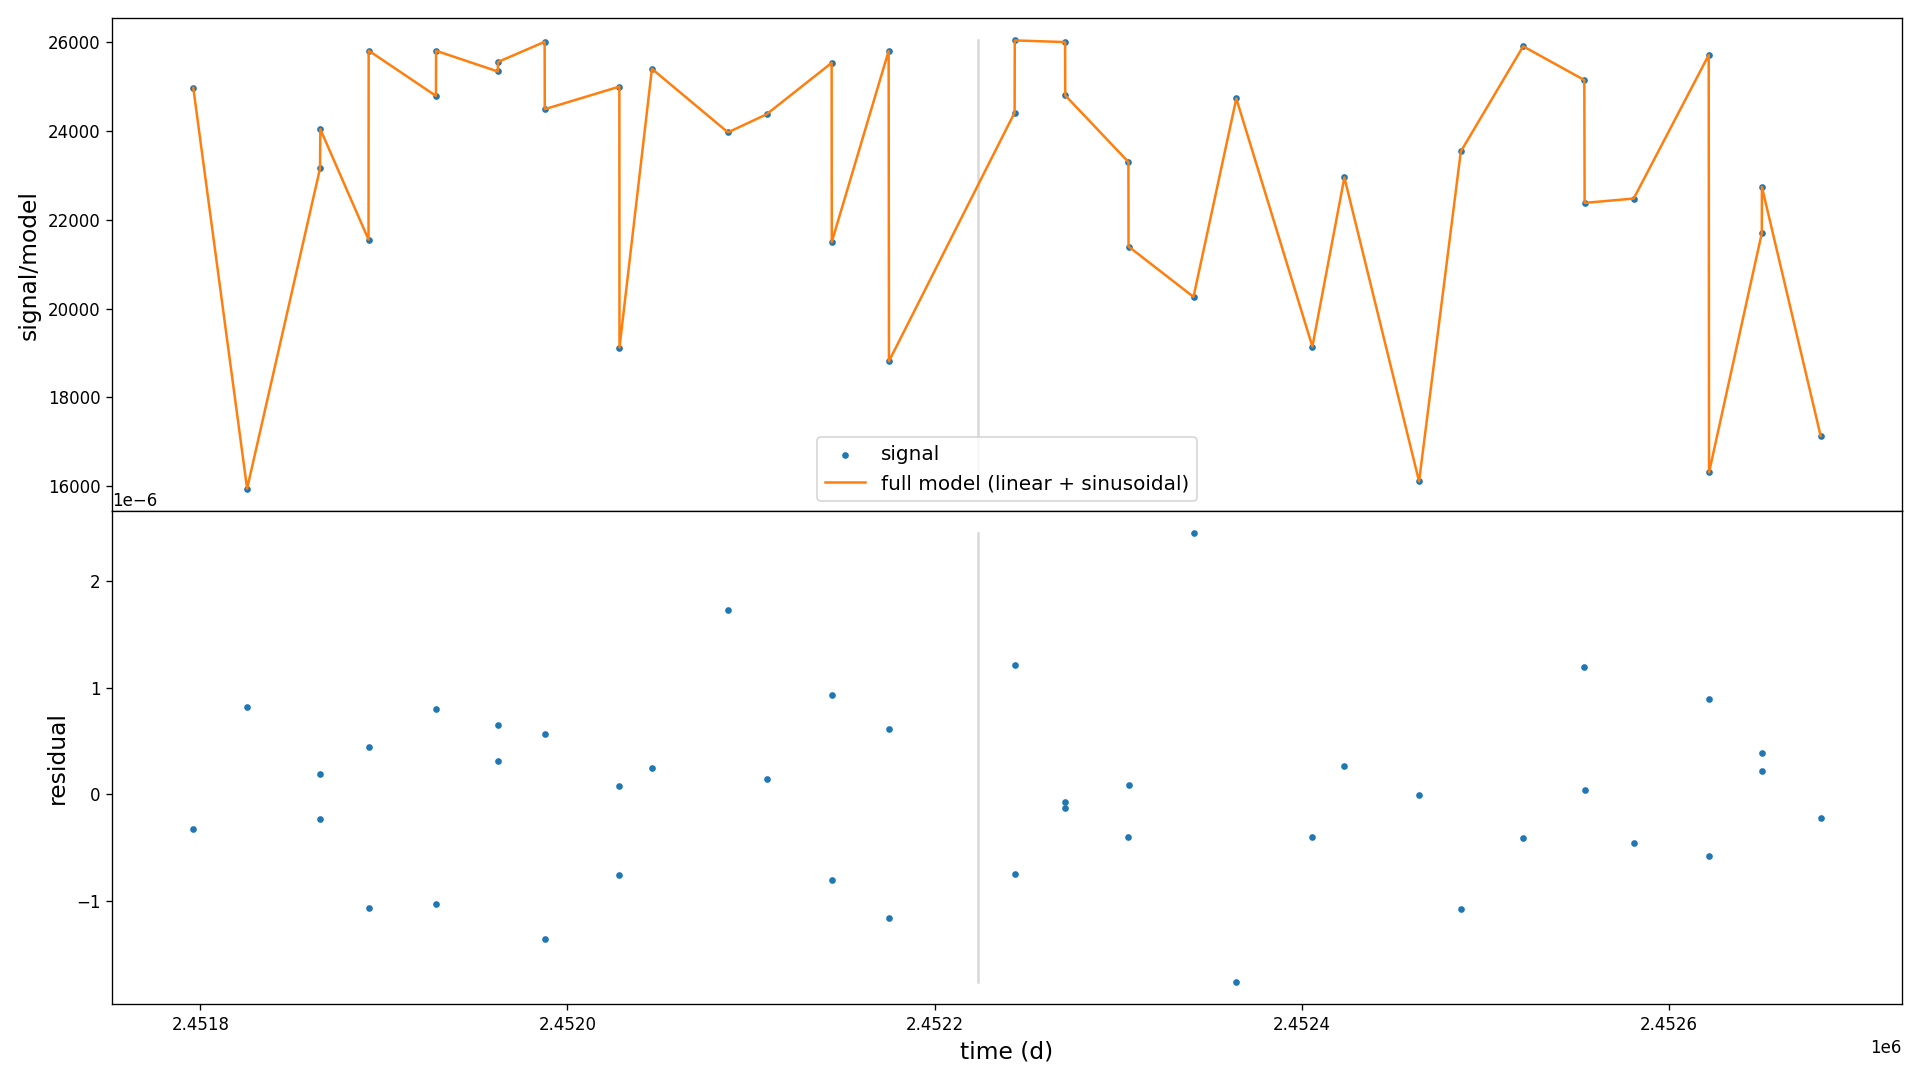 26000
24000
22000
20000
18000
16000
signal/model
signal
full model (linear + sinusoidal)
1e−6
2
1
0
−1
residual
2.4518
2.4520
2.4522
2.4524
2.4526
time (d)
1e6